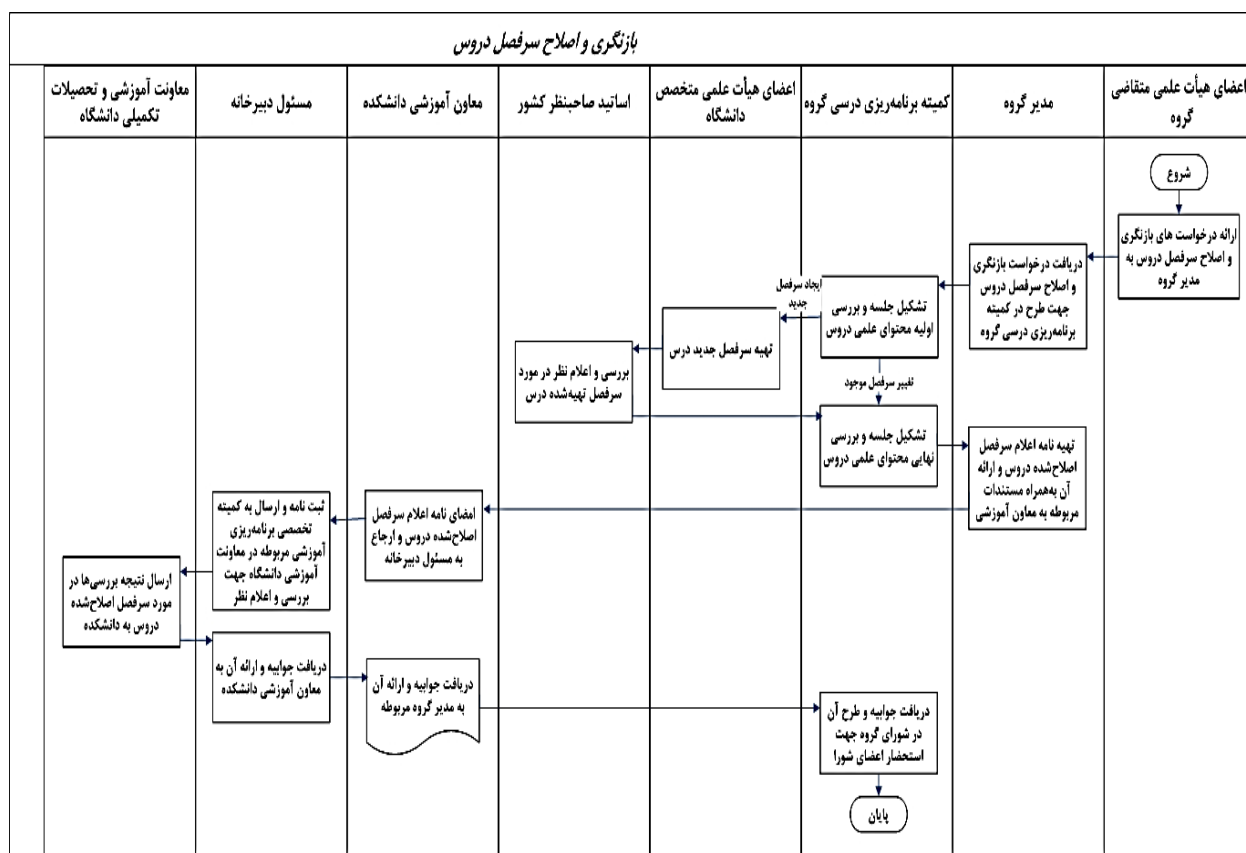 بازنگری و اصلاح سرفصل دروس
اعضای هیأت علمی متقاضی
گروه
مدیر گروه
کمیته برنامه‌ریزی درسی گروه
اعضای هیأت علمی متخصص
دانشگاه
اساتید صاحبنظر کشور
معاون آموزشی دانشکده
مسئول دبیرخانه
معاونت آموزشی و تحصیلات
تکمیلی دانشگاه
شروع
ارائه درخواست های بازنگری
و اصلاح سرفصل دروس به
مدیر گروه
دریافت درخواست بازنگری
و اصلاح سرفصل دروس
جهت طرح در کمیته
برنامه‌ریزی درسی گروه
تشکیل جلسه و بررسی
اولیه محتوای علمی دروس
ایجاد سرفصل
جدید
تهیه سرفصل جدید درس
بررسی و اعلام نظر در مورد
سرفصل تهیه‌شده درس
تغییر سرفصل موجود
تشکیل جلسه و بررسی
نهایی محتوای علمی دروس
تهیه نامه اعلام سرفصل
اصلاح‌شده دروس و ارائه
آن به‌همراه مستندات
مربوطه به معاون آموزشی
امضای نامه اعلام سرفصل
اصلاح‌شده دروس و ارجاع
به مسئول دبیرخانه
ثبت نامه و ارسال به کمیته
تخصصی برنامه‌ریزی
آموزشی مربوطه در معاونت
آموزشی دانشگاه جهت
بررسی و اعلام نظر
ارسال نتیجه بررسی‌ها در
مورد سرفصل اصلاح‌شده
دروس به دانشکده
دریافت جوابیه و ارائه آن به
معاون آموزشی دانشکده
دریافت جوابیه و ارائه آن
به مدیر گروه مربوطه
دریافت جوابیه و طرح آن
در شورای گروه جهت
استحضار اعضای شورا
پایان